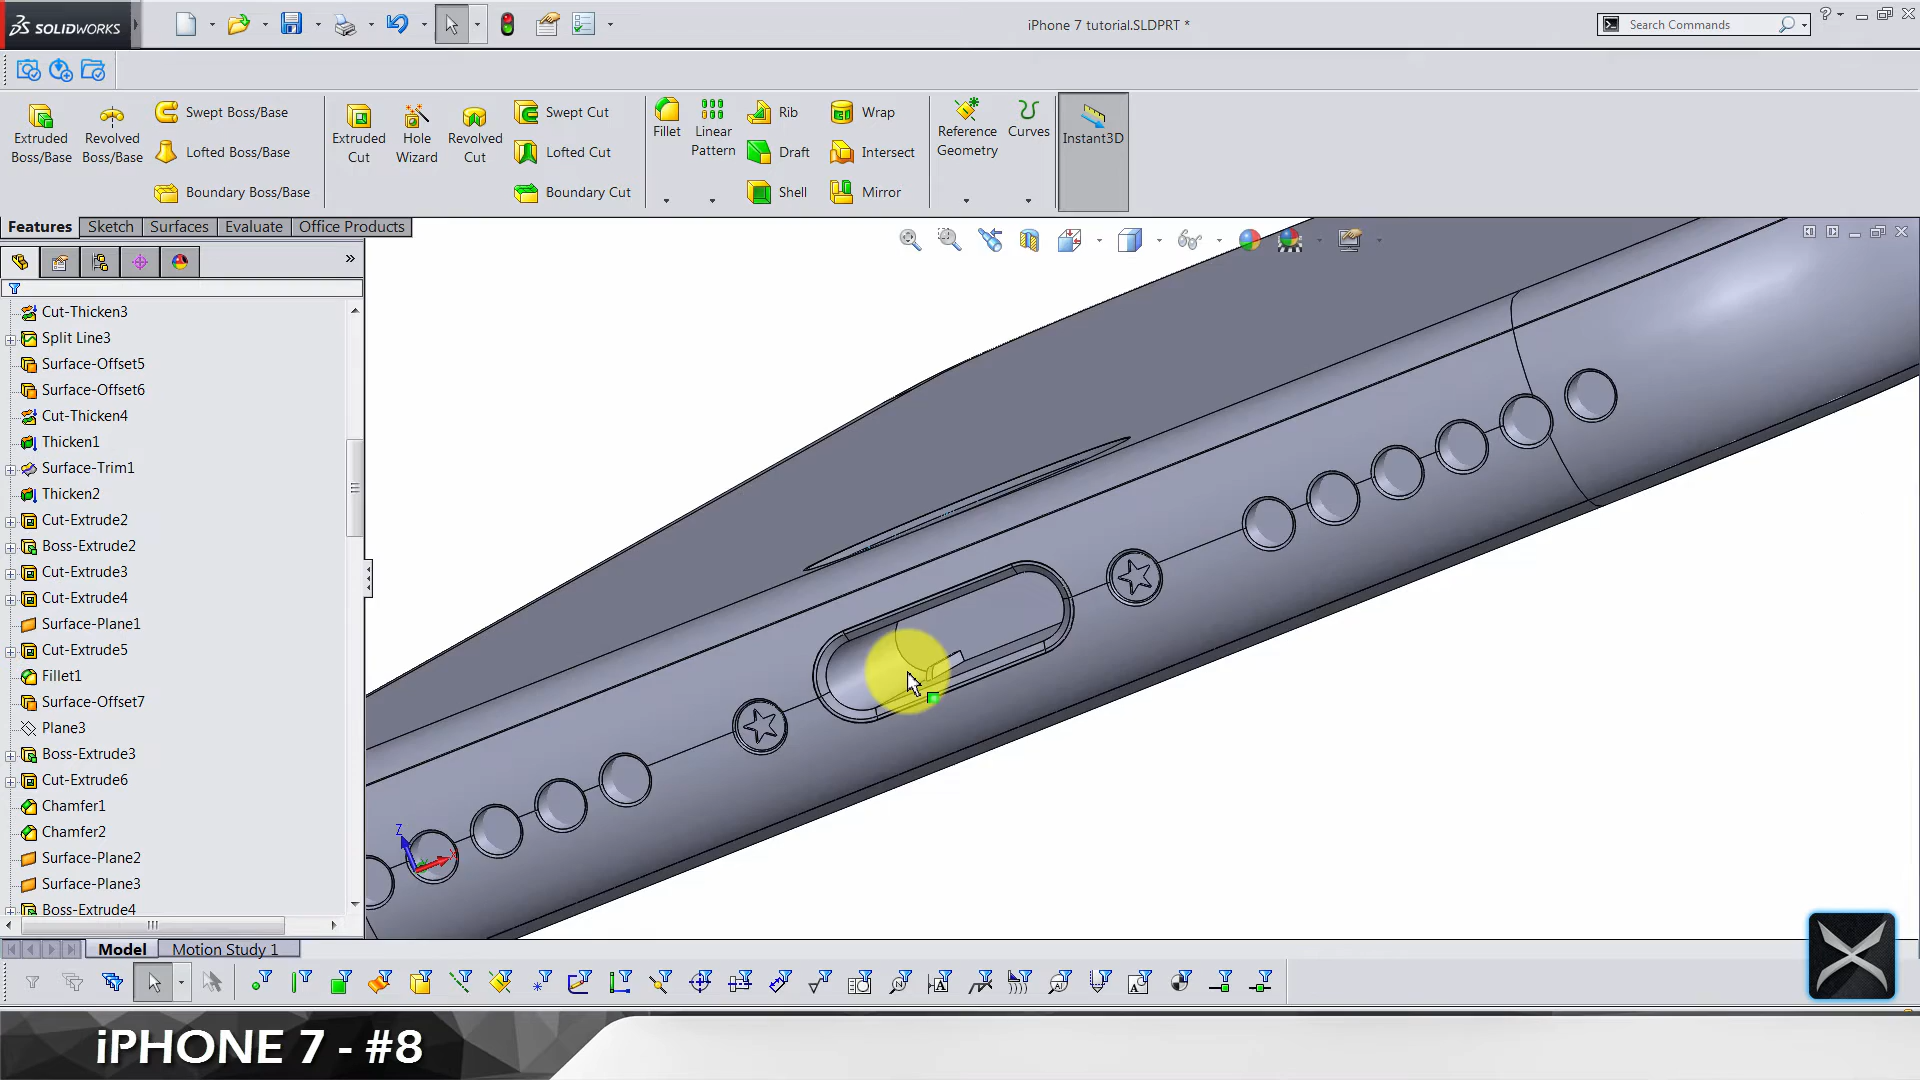 SOLIDWORKS
iPhone 7 tutorial.SLDPRT *
Search Commands
Extruded Boss/Base
Revolved Boss/Base
Swept Boss/Base
Lofted Boss/Base
Boundary Boss/Base
Extruded Cut
Hole Wizard
Revolved Cut
Swept Cut
Lofted Cut
Boundary Cut
Fillet
Linear Pattern
Rib
Draft
Shell
Wrap
Intersect
Mirror
Reference Geometry
Curves
Instant3D
Features
Sketch
Surfaces
Evaluate
Office Products
Cut-Thicken3
Split Line3
Surface-Offset5
Surface-Offset6
Cut-Thicken4
Thicken1
Surface-Trim1
Thicken2
Cut-Extrude2
Boss-Extrude2
Cut-Extrude3
Cut-Extrude4
Surface-Plane1
Cut-Extrude5
Fillet1
Surface-Offset7
Plane3
Boss-Extrude3
Cut-Extrude6
Chamfer1
Chamfer2
Surface-Plane2
Surface-Plane3
Boss-Extrude4
Z
X
Y
Model
Motion Study 1
iPHONE 7 - #8